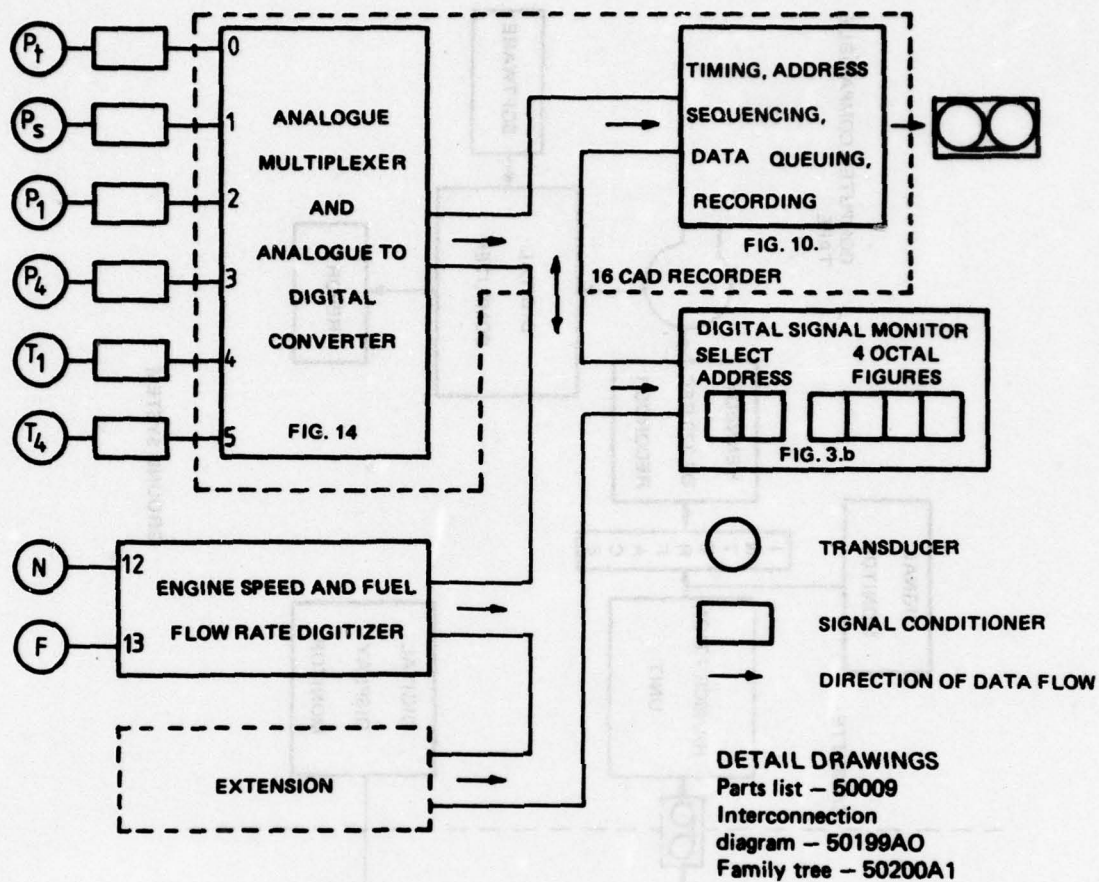 Pt
0
Ps
1
P1
2
P4
3
T1
4
T4
5
ANALOGUE
MULTIPLEXER
AND
ANALOGUE TO
DIGITAL
CONVERTER
FIG. 14
TIMING, ADDRESS
SEQUENCING,
DATA QUEUING,
RECORDING
FIG. 10.
16 CAD RECORDER
DIGITAL SIGNAL MONITOR
SELECT 4 OCTAL
ADDRESS FIGURES
FIG. 3.b
N
12
F
13
ENGINE SPEED AND FUEL
FLOW RATE DIGITIZER
EXTENSION
TRANSDUCER
SIGNAL CONDITIONER
DIRECTION OF DATA FLOW
DETAIL DRAWINGS
Parts list – 50009
Interconnection
diagram – 50199AO
Family tree – 50200A1